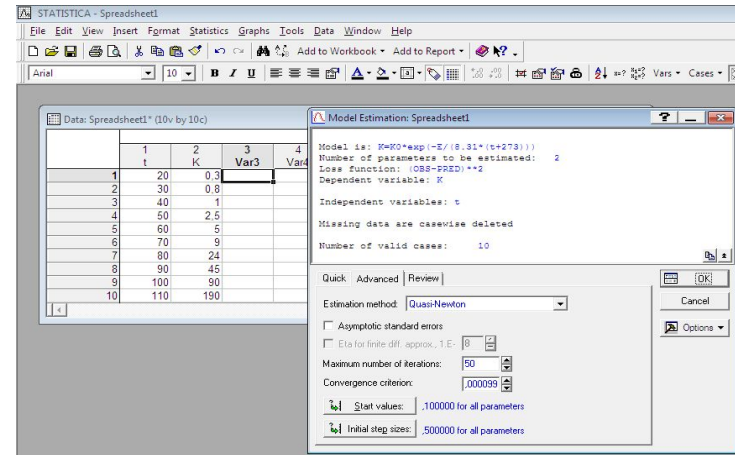 STATISTICA - Spreadsheet1
File Edit View Insert Format Statistics Graphs Tools Data Window Help
Add to Workbook Add to Report
Arial 10 B I U Vars Cases
Data: Spreadsheet1* (10v by 10c)
1 2 3 4
t K Var3 Var4
1 20 0,3
2 30 0,8
3 40 1
4 50 2,5
5 60 5
6 70 9
7 80 24
8 90 45
9 100 90
10 110 190
Model Estimation: Spreadsheet1
Model is: K=K0*exp(-E/(8.31*(t+273)))
Number of parameters to be estimated: 2
Loss function: (OBS-PRED)**2
Dependent variable: K
Independent variables: t
Missing data are casewise deleted
Number of valid cases: 10
Quick Advanced Review
Estimation method: Quasi-Newton
Asymptotic standard errors
Eta for finite diff. approx., 1.E- 8
Maximum number of iterations: 50
Convergence criterion: ,000099
Start values: ,100000 for all parameters
Initial step sizes: ,500000 for all parameters
OK
Cancel
Options